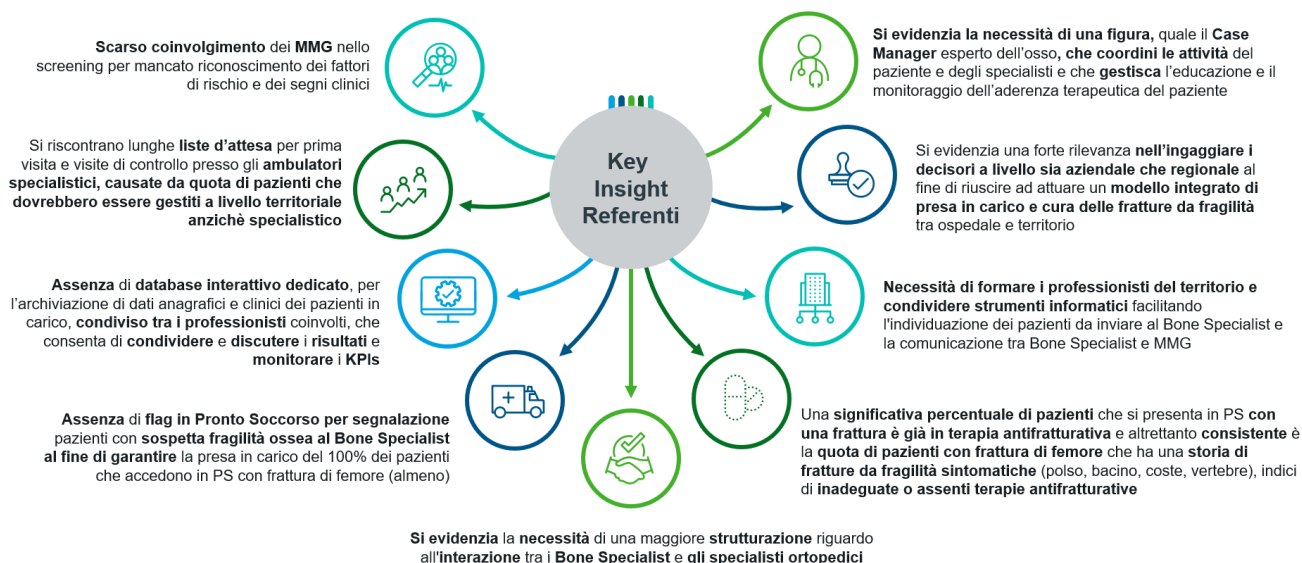 Scarso coinvolgimento dei MMG nello
screening per mancato riconoscimento dei fattori
di rischio e dei segni clinici
Si riscontrano lunghe liste d'attesa per prima
visita e visite di controllo presso gli ambulatori
specialistici, causate da quota di pazienti che
dovrebbero essere gestiti a livello territoriale
anzichè specialistico
Assenza di database interattivo dedicato, per
l'archiviazione di dati anagrafici e clinici dei pazienti in
carico, condiviso tra i professionisti coinvolti, che
consenta di condividere e discutere i risultati e
monitorare i KPIs
Assenza di flag in Pronto Soccorso per segnalazione
pazienti con sospetta fragilità ossea al Bone Specialist
al fine di garantire la presa in carico del 100% dei pazienti
che accedono in PS con frattura di femore (almeno)
Key
Insight
Referenti
Si evidenzia la necessità di una figura, quale il Case
Manager esperto dell'osso, che coordini le attività del
paziente e degli specialisti e che gestisca l'educazione e il
monitoraggio dell'aderenza terapeutica del paziente
Si evidenzia una forte rilevanza nell'ingaggiare i
decisori a livello sia aziendale che regionale al
fine di riuscire ad attuare un modello integrato di
presa in carico e cura delle fratture da fragilità
tra ospedale e territorio
Necessità di formare i professionisti del territorio e
condividere strumenti informatici facilitando
l'individuazione dei pazienti da inviare al Bone Specialist e
la comunicazione tra Bone Specialist e MMG
Una significativa percentuale di pazienti che si presenta in PS con
una frattura è già in terapia antifratturativa e altrettanto consistente è
la quota di pazienti con frattura di femore che ha una storia di
fratture da fragilità sintomatiche (polso, bacino, coste, vertebre), indici
di inadeguate o assenti terapie antifratturative
Si evidenzia la necessità di una maggiore strutturazione riguardo
all'interazione tra i Bone Specialist e gli specialisti ortopedici